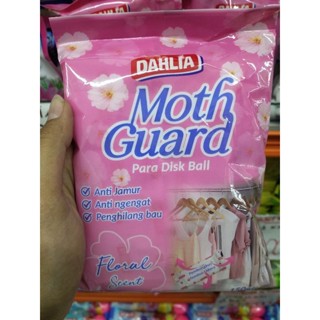 DAHLIA
Moth
Guard
Para Disk Ball
Anti Jamur
Anti ngengat
Penghilang bau
Floral
Scent